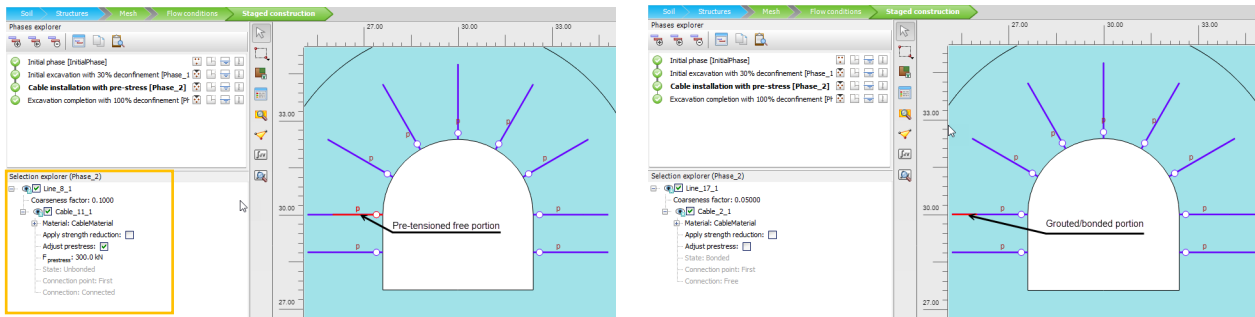 Soil Structures Mesh Flow conditions Staged construction
Phases explorer
Initial phase [InitialPhase]
Initial excavation with 30% deconfinement [Phase_1
Cable installation with pre-stress [Phase_2]
Excavation completion with 100% deconfinement [Ph
Selection explorer (Phase_2)
Line_8_1
Coarseness factor: 0.1000
Cable_11_1
Material: CableMaterial
Apply strength reduction:
Adjust prestress:
F prestress: 300.0 kN
State: Unbonded
Connection point: First
Connection: Connected
27.00 30.00 33.00
33.00
30.00
27.00
p
p
p
p
p
p
p
p
p
Pre-tensioned free portion
Soil Structures Mesh Flow conditions Staged construction
Phases explorer
Initial phase [InitialPhase]
Initial excavation with 30% deconfinement [Phase_1
Cable installation with pre-stress [Phase_2]
Excavation completion with 100% deconfinement [Ph
Selection explorer (Phase_2)
Line_17_1
Coarseness factor: 0.05000
Cable_2_1
Material: CableMaterial
Apply strength reduction:
Adjust prestress:
State: Bonded
Connection point: First
Connection: Free
27.00 30.00 33.00
33.00
30.00
27.00
p
p
p
p
p
p
p
p
p
Grouted/bonded portion